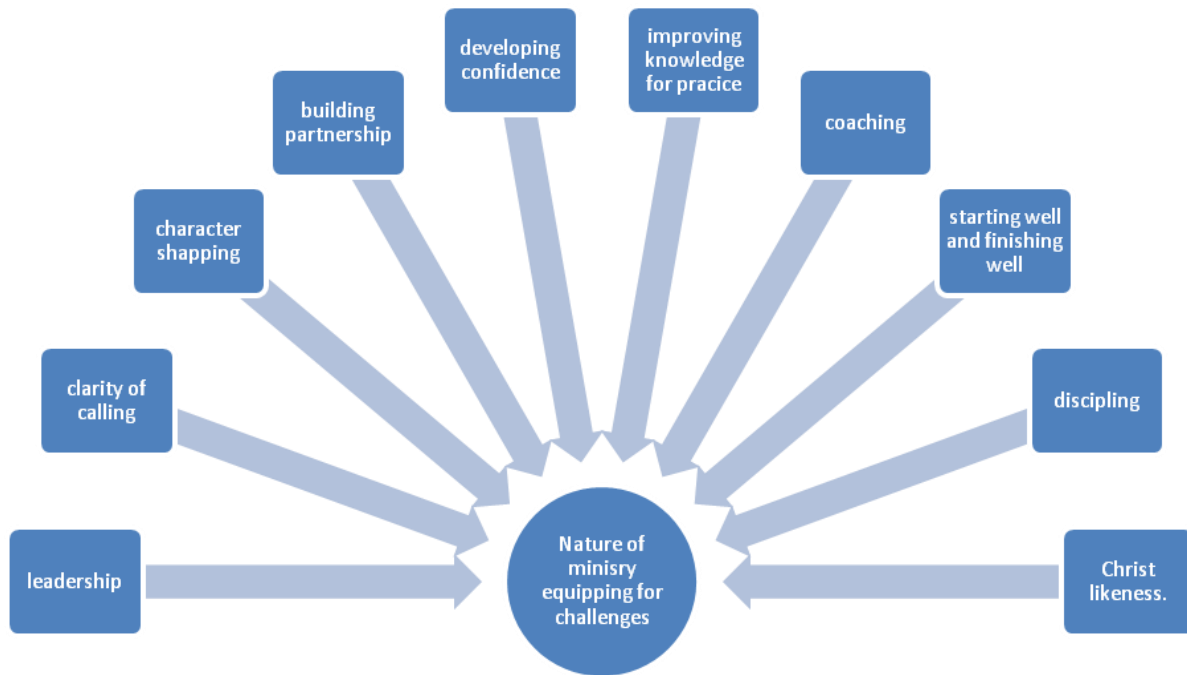 leadership
clarity of
calling
character
shapping
building
partnership
developing
confidence
improving
knowledge
for pracice
coaching
starting well
and finishing
well
discipling
Christ
likeness.
Nature of
minisry
equipping for
challenges